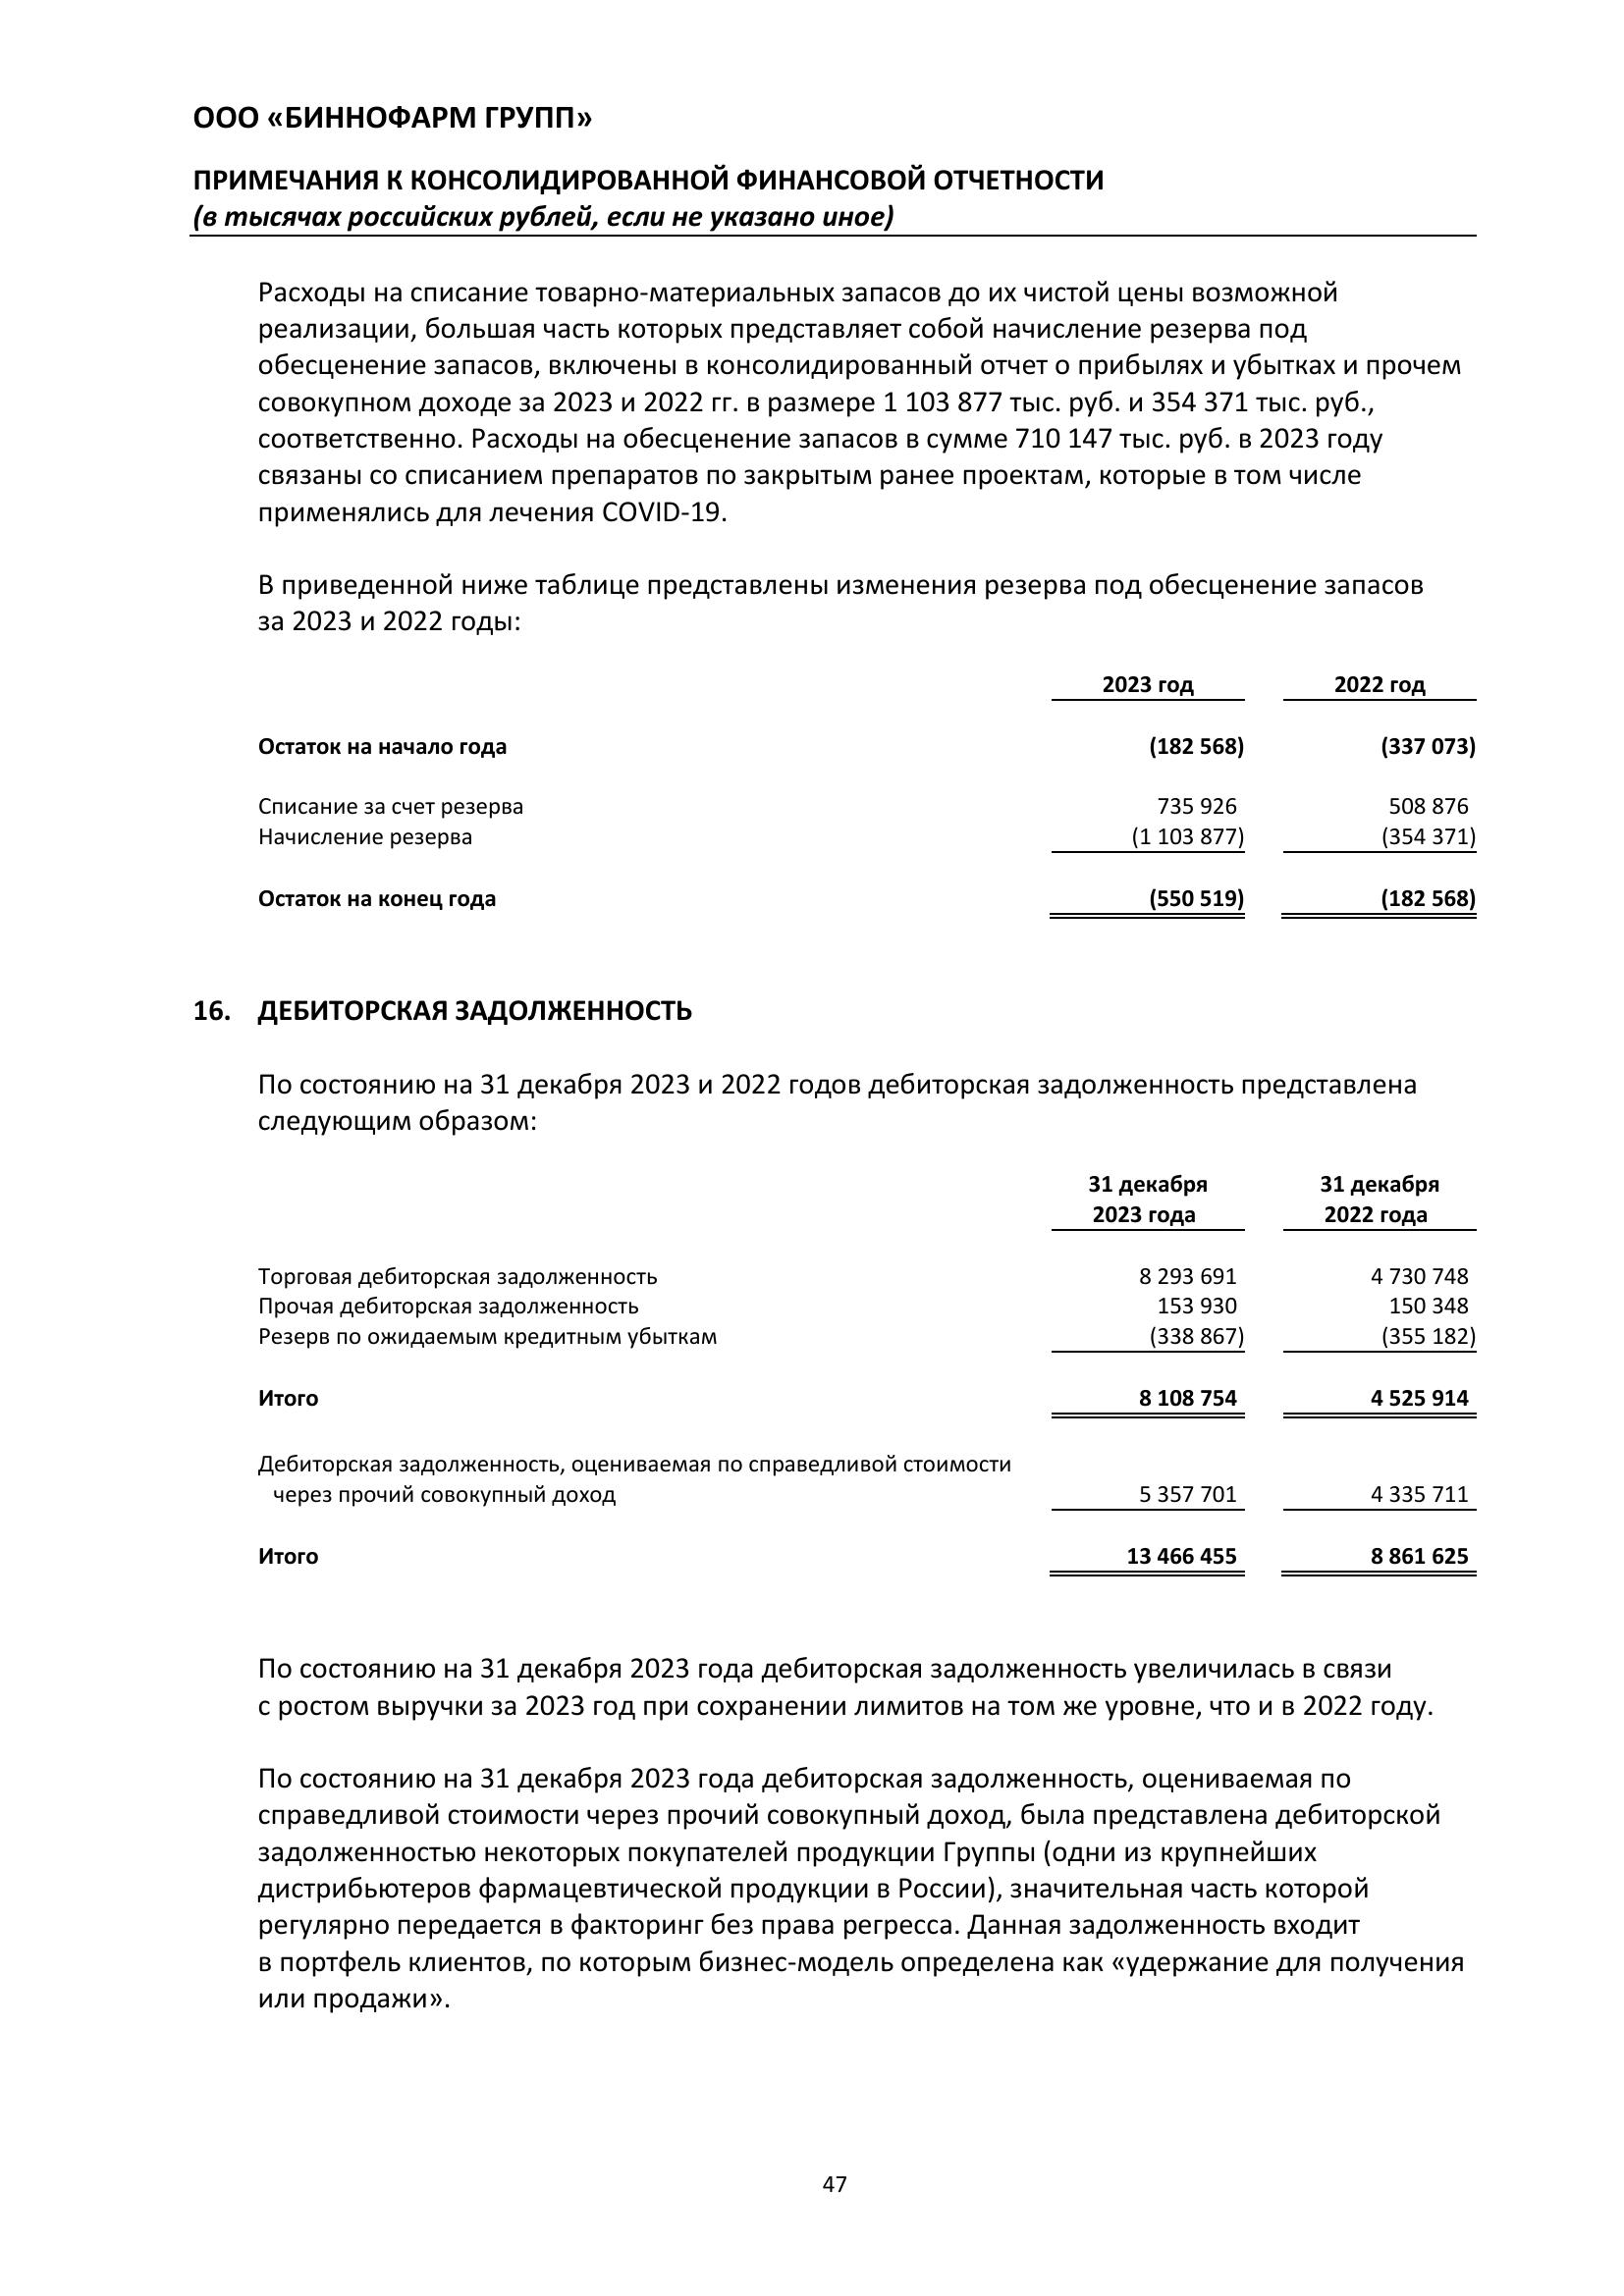 ООО «БИННОФАРМ ГРУПП»
ПРИМЕЧАНИЯ К КОНСОЛИДИРОВАННОЙ ФИНАНСОВОЙ ОТЧЕТНОСТИ
(в тысячах российских рублей, если не указано иное)
Расходы на списание товарно-материальных запасов до их чистой цены возможной
реализации, большая часть которых представляет собой начисление резерва под
обесценение запасов, включены в консолидированный отчет о прибылях и убытках и прочем
совокупном доходе за 2023 и 2022 гг. в размере 1 103 877 тыс. руб. и 354 371 тыс. руб.,
соответственно. Расходы на обесценение запасов в сумме 710 147 тыс. руб. в 2023 году
связаны со списанием препаратов по закрытым ранее проектам, которые в том числе
применялись для лечения COVID-19.
В приведенной ниже таблице представлены изменения резерва под обесценение запасов
за 2023 и 2022 годы:
2023 год 2022 год
Остаток на начало года (182 568) (337 073)
Списание за счет резерва 735 926 508 876
Начисление резерва (1 103 877) (354 371)
Остаток на конец года (550 519) (182 568)
16. ДЕБИТОРСКАЯ ЗАДОЛЖЕННОСТЬ
По состоянию на 31 декабря 2023 и 2022 годов дебиторская задолженность представлена
следующим образом:
31 декабря 31 декабря
2023 года 2022 года
Торговая дебиторская задолженность 8 293 691 4 730 748
Прочая дебиторская задолженность 153 930 150 348
Резерв по ожидаемым кредитным убыткам (338 867) (355 182)
Итого 8 108 754 4 525 914
Дебиторская задолженность, оцениваемая по справедливой стоимости
через прочий совокупный доход 5 357 701 4 335 711
Итого 13 466 455 8 861 625
По состоянию на 31 декабря 2023 года дебиторская задолженность увеличилась в связи
с ростом выручки за 2023 год при сохранении лимитов на том же уровне, что и в 2022 году.
По состоянию на 31 декабря 2023 года дебиторская задолженность, оцениваемая по
справедливой стоимости через прочий совокупный доход, была представлена дебиторской
задолженностью некоторых покупателей продукции Группы (одни из крупнейших
дистрибьютеров фармацевтической продукции в России), значительная часть которой
регулярно передается в факторинг без права регресса. Данная задолженность входит
в портфель клиентов, по которым бизнес-модель определена как «удержание для получения
или продажи».
47